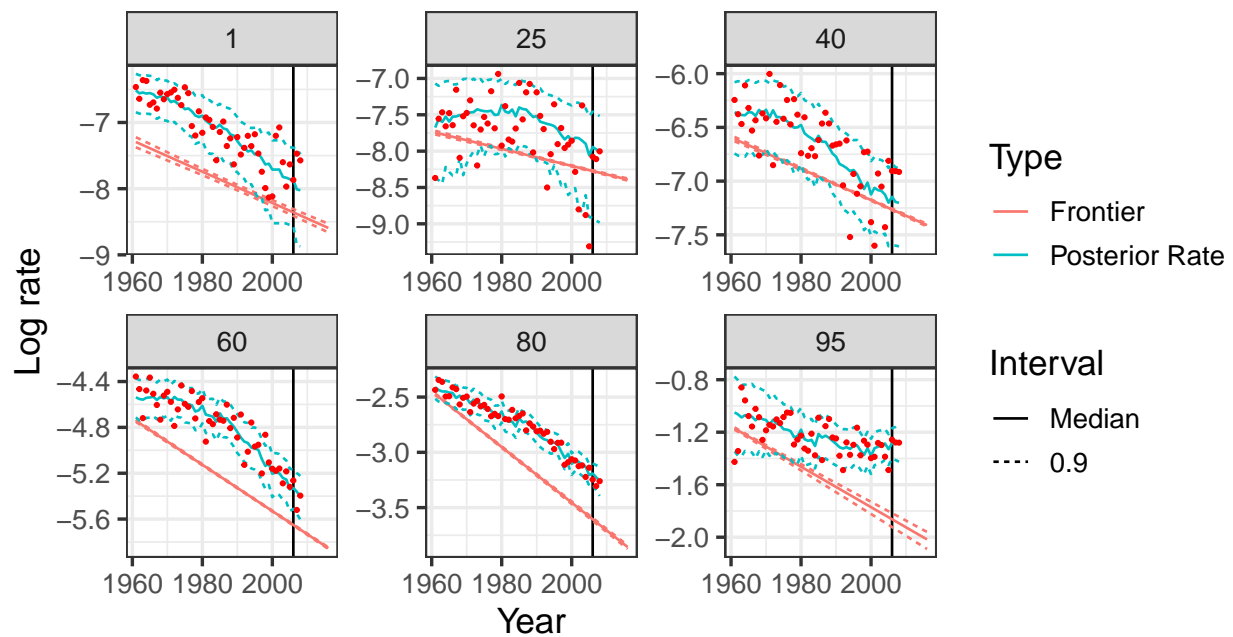 1
25
40
−7
−8
−9
−7.0
−7.5
−8.0
−8.5
−9.0
−6.0
−6.5
−7.0
−7.5
1960 1980 2000
1960 1980 2000
1960 1980 2000
60
80
95
−4.4
−4.8
−5.2
−5.6
−2.5
−3.0
−3.5
−0.8
−1.2
−1.6
−2.0
1960 1980 2000
1960 1980 2000
1960 1980 2000
Log rate
Year
Type
Frontier
Posterior Rate
Interval
Median
0.9